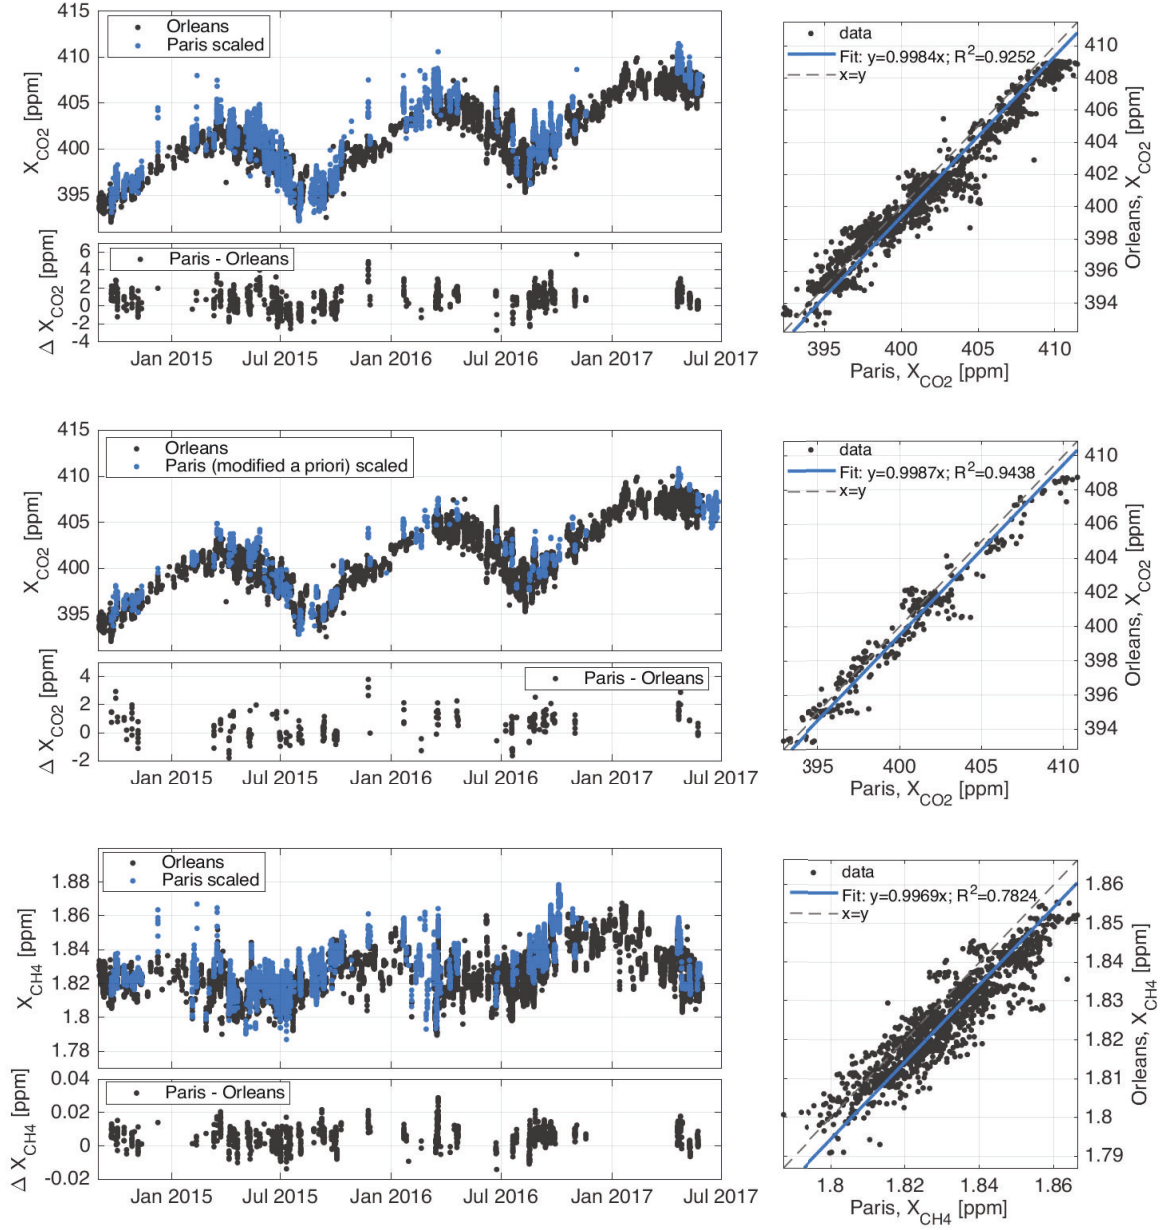 415
410
405
400
395
X_CO2 [ppm]
Orleans
Paris scaled
6
4
2
0
-2
-4
Δ X_CO2 [ppm]
Paris - Orleans
Jan 2015
Jul 2015
Jan 2016
Jul 2016
Jan 2017
Jul 2017
data
Fit: y=0.9984x; R²=0.9252
x=y
410
408
406
404
402
400
398
396
394
Orleans, X_CO2 [ppm]
395
400
405
410
Paris, X_CO2 [ppm]
415
410
405
400
395
X_CO2 [ppm]
Orleans
Paris (modified a priori) scaled
4
2
0
-2
Δ X_CO2 [ppm]
Paris - Orleans
Jan 2015
Jul 2015
Jan 2016
Jul 2016
Jan 2017
Jul 2017
data
Fit: y=0.9987x; R²=0.9438
x=y
410
408
406
404
402
400
398
396
394
Orleans, X_CO2 [ppm]
395
400
405
410
Paris, X_CO2 [ppm]
1.88
1.86
1.84
1.82
1.8
1.78
X_CH4 [ppm]
Orleans
Paris scaled
0.04
0.02
0
-0.02
Δ X_CH4 [ppm]
Paris - Orleans
Jan 2015
Jul 2015
Jan 2016
Jul 2016
Jan 2017
Jul 2017
data
Fit: y=0.9969x; R²=0.7824
x=y
1.86
1.85
1.84
1.83
1.82
1.81
1.8
1.79
Orleans, X_CH4 [ppm]
1.8
1.82
1.84
1.86
Paris, X_CH4 [ppm]